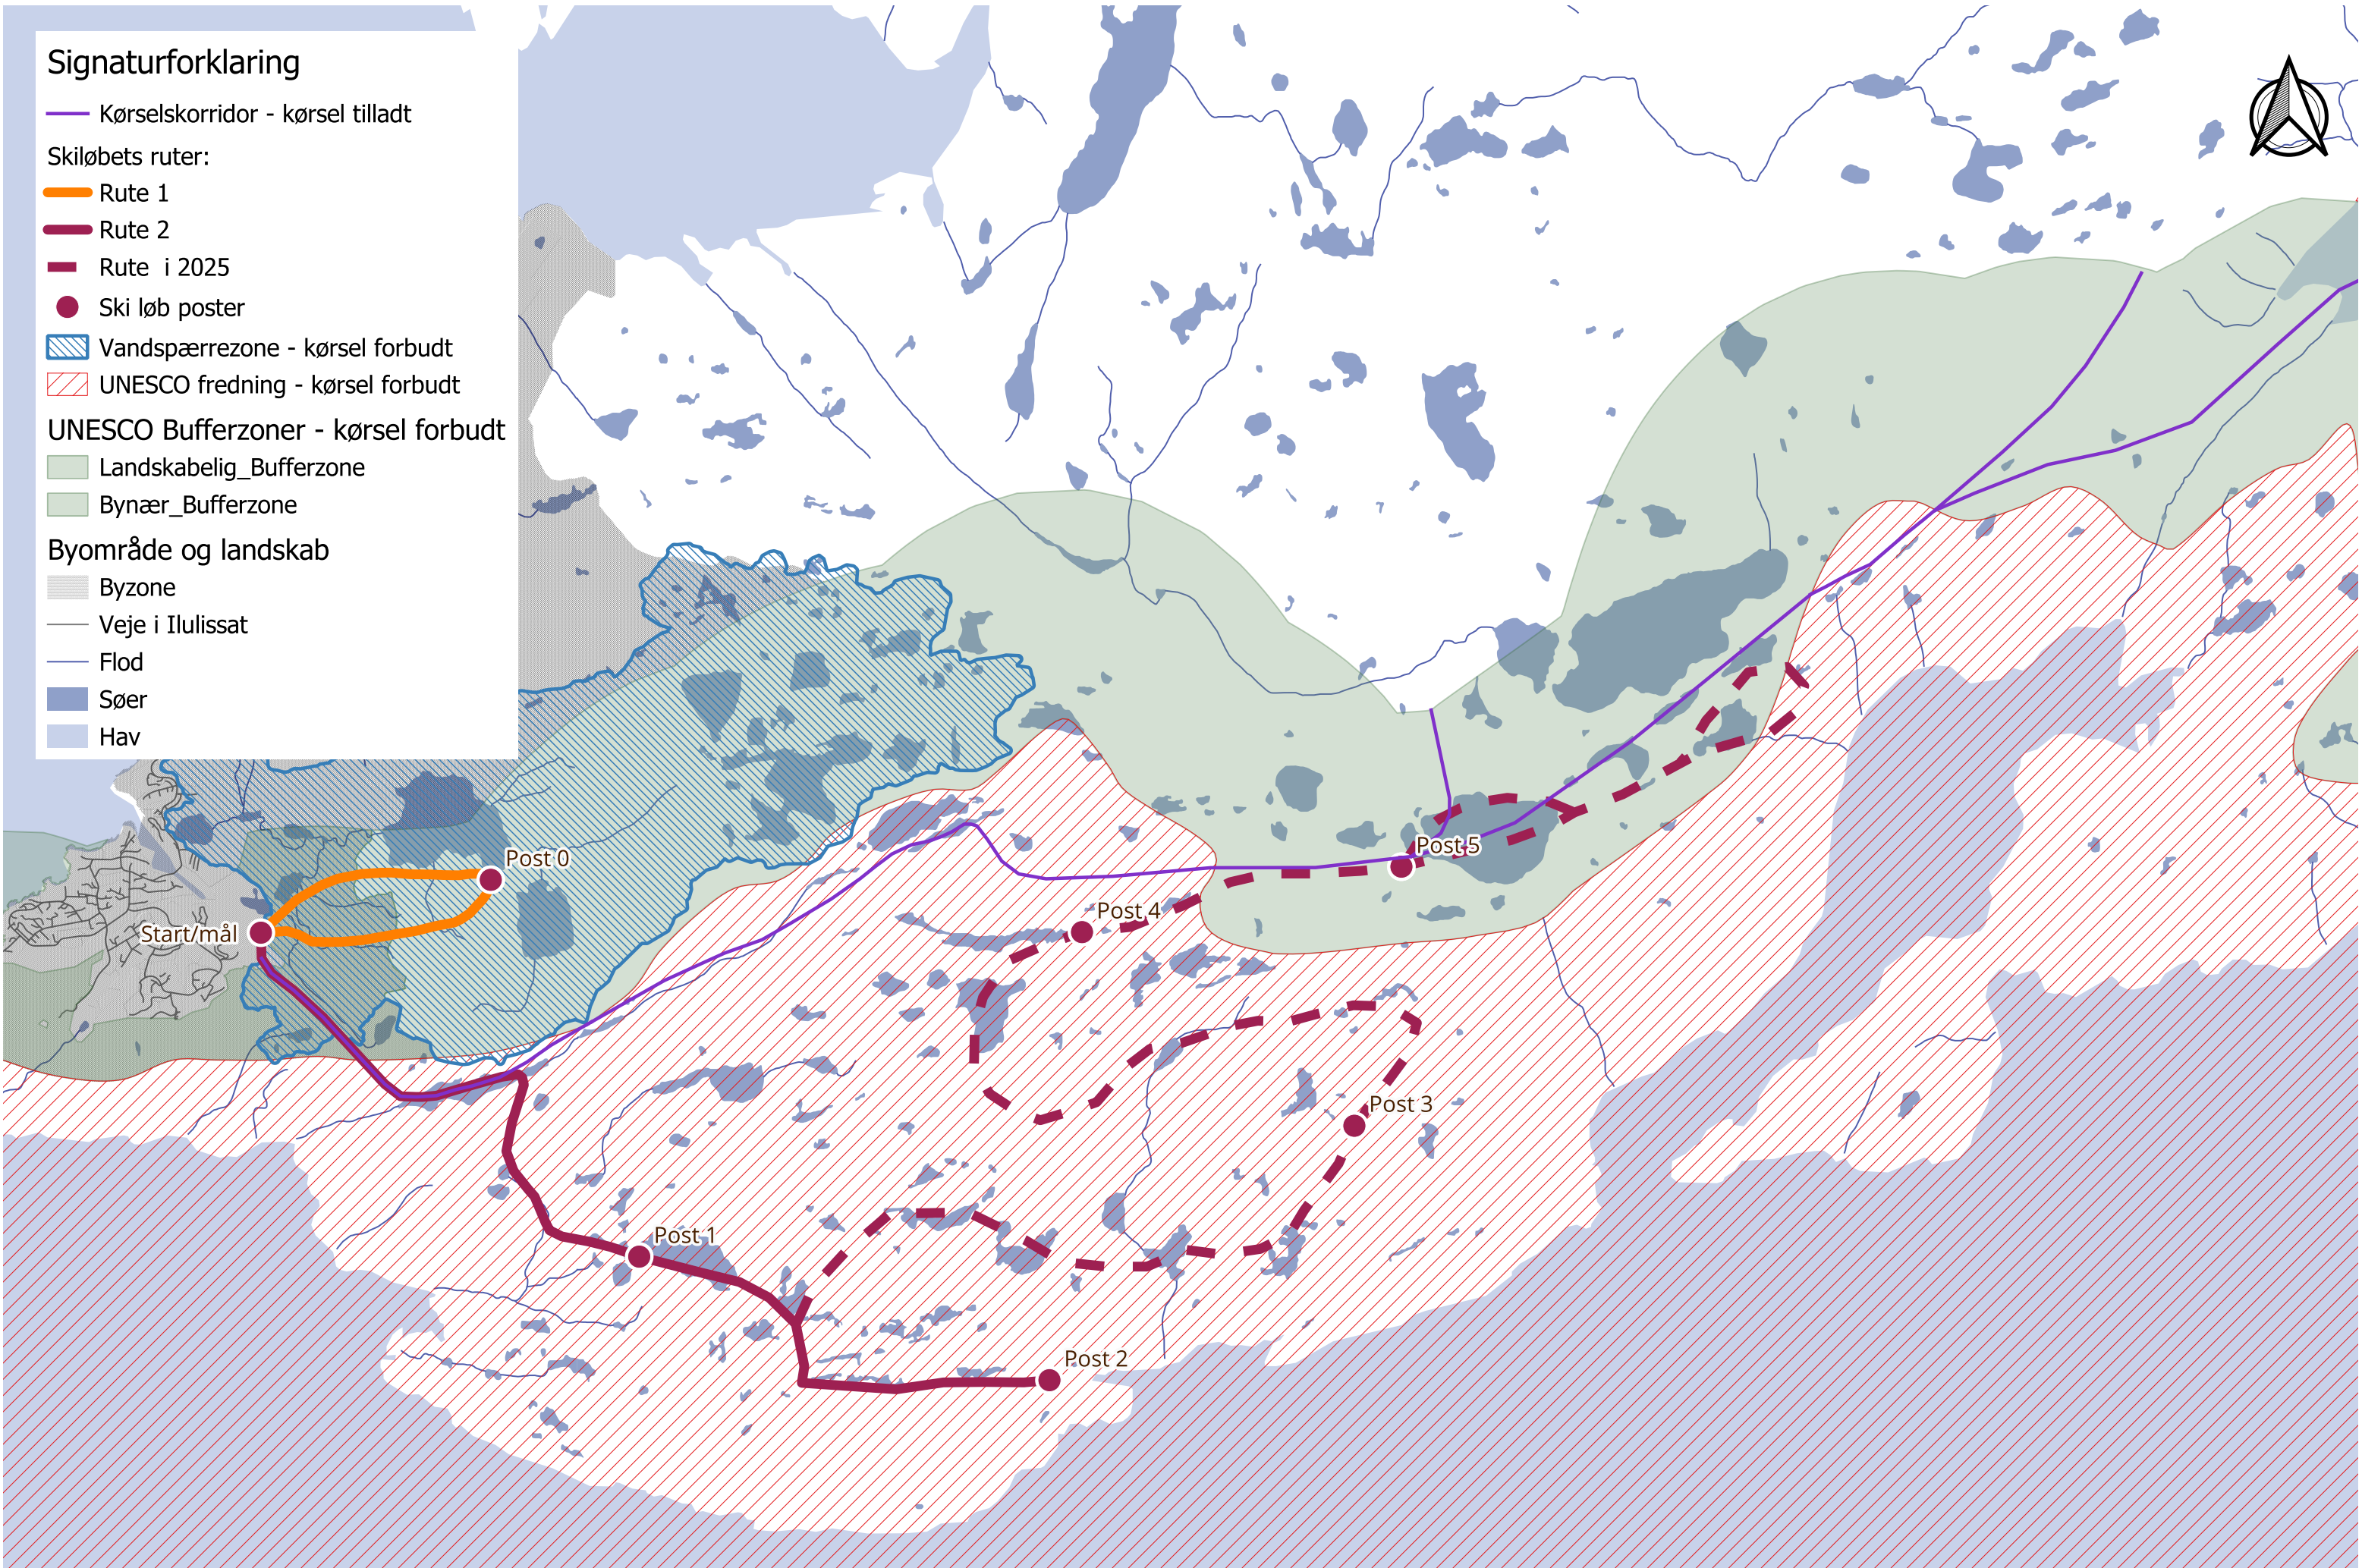 Signaturforklaring
Kørselskorridor - kørsel tilladt
Skiløbets ruter:
Rute 1
Rute 2
Rute i 2025
Ski løb poster
Vandspærrezone - kørsel forbudt
UNESCO fredning - kørsel forbudt
UNESCO Bufferzoner - kørsel forbudt
Landskabelig_Bufferzone
Bynær_Bufferzone
Byområde og landskab
Byzone
Veje i Ilulissat
Flod
Søer
Hav
Post 0
Start/mål
Post 5
Post 4
Post 3
Post 1
Post 2